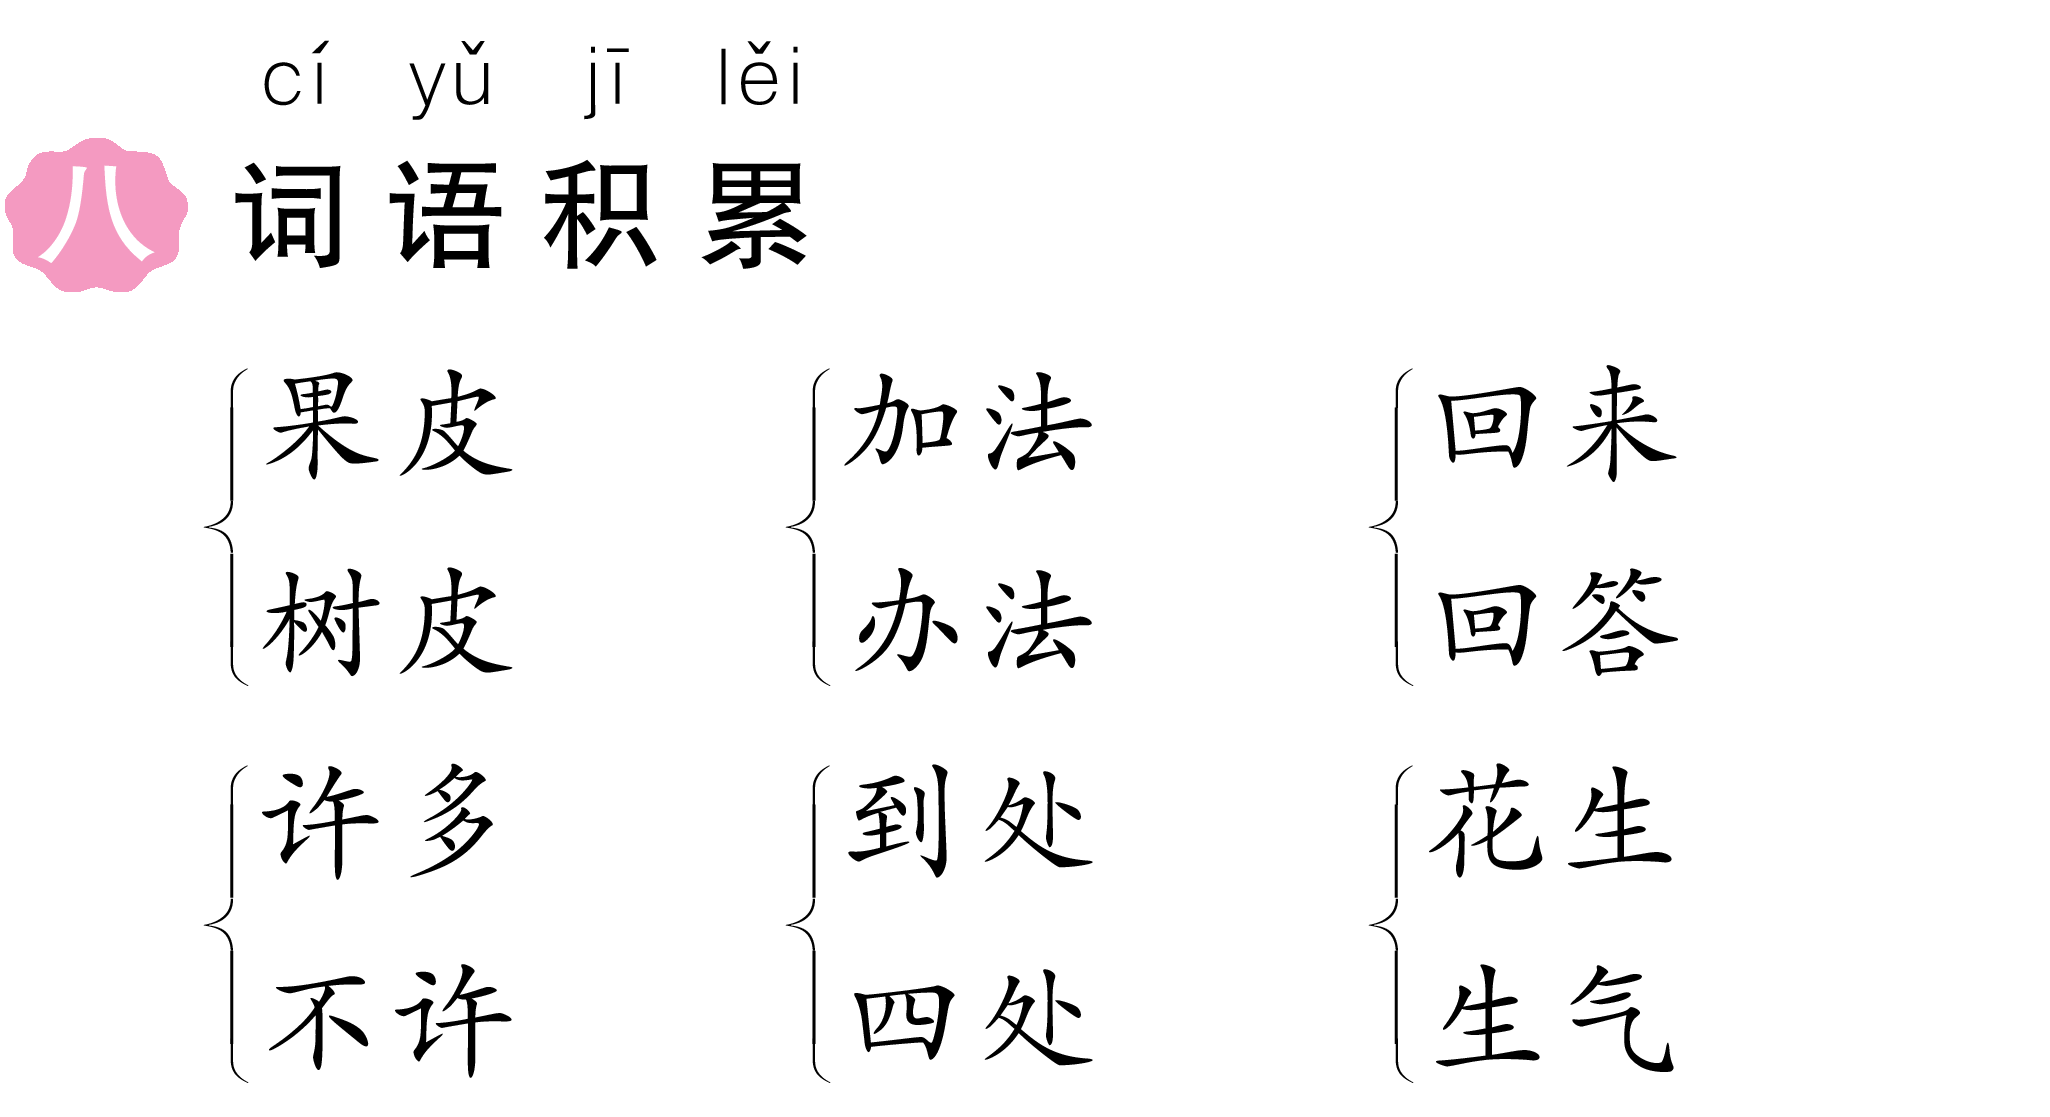 cí yǔ jī lěi
八 词语积累
果皮 加法 回来
树皮 办法 回答
许多 到处 花生
不许 四处 生气